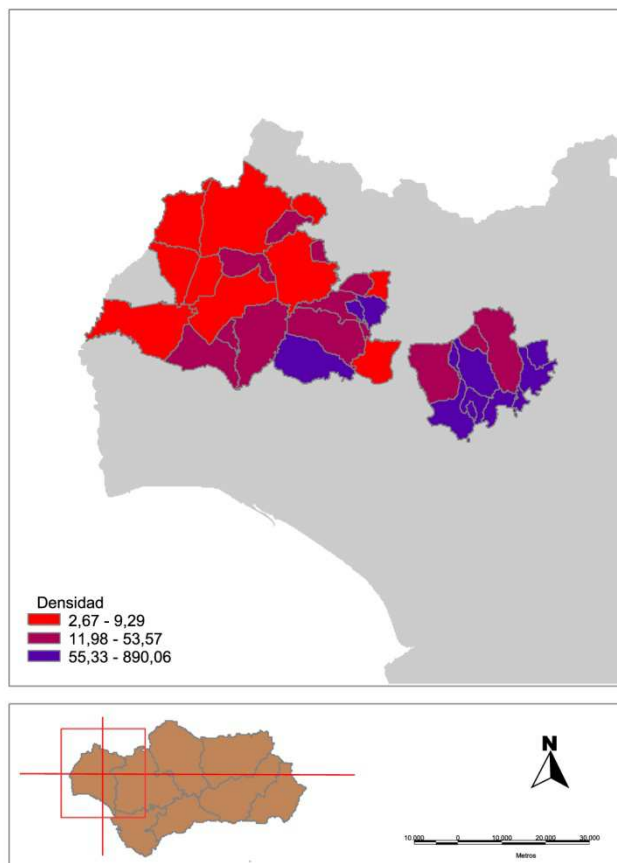 Densidad
2,67 - 9,29
11,98 - 53,57
55,33 - 890,06
N
10.000 0 10.000 20.000 30.000
Metros